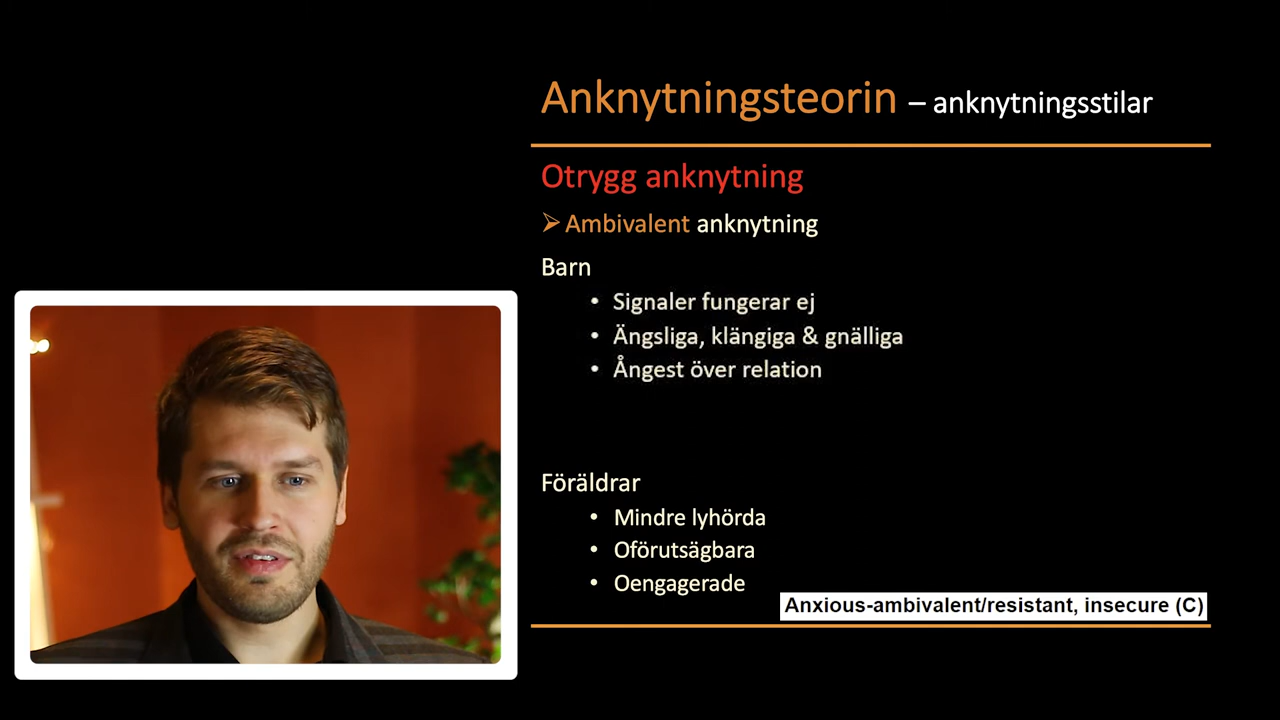 Anknytningsteorin – anknytningsstilar
Otrygg anknytning
➢ Ambivalent anknytning
Barn
• Signaler fungerar ej
• Ängsliga, klängiga & gnälliga
• Ångest över relation
Föräldrar
• Mindre lyhörda
• Oförutsägbara
• Oengagerade
Anxious-ambivalent/resistant, insecure (C)